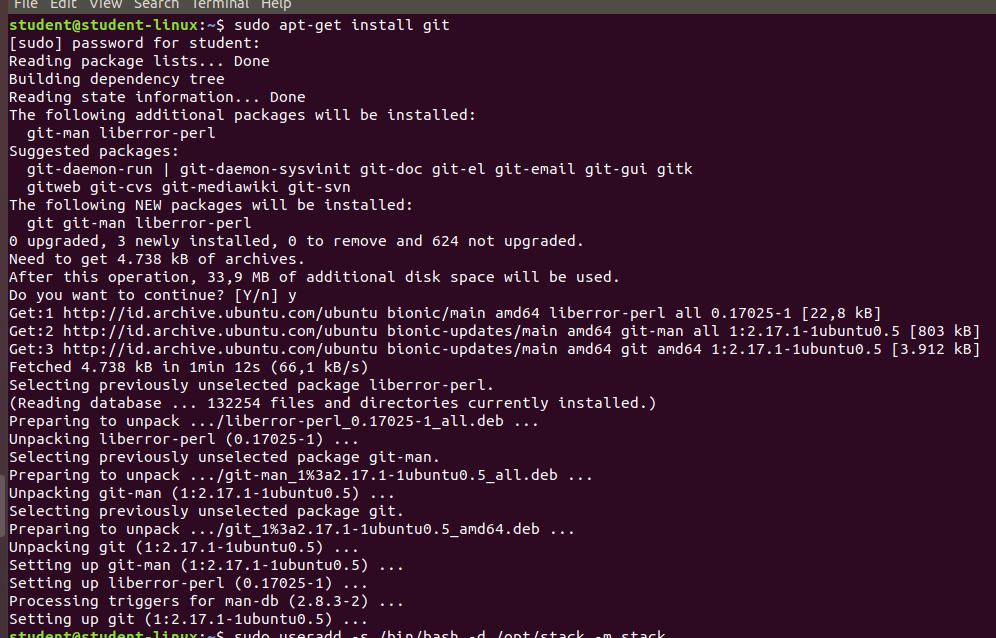 File Edit View Search Terminal Help
student@student-linux:~$ sudo apt-get install git
[sudo] password for student:
Reading package lists... Done
Building dependency tree
Reading state information... Done
The following additional packages will be installed:
  git-man liberror-perl
Suggested packages:
  git-daemon-run | git-daemon-sysvinit git-doc git-el git-email git-gui gitk
  gitweb git-cvs git-mediawiki git-svn
The following NEW packages will be installed:
  git git-man liberror-perl
0 upgraded, 3 newly installed, 0 to remove and 624 not upgraded.
Need to get 4.738 kB of archives.
After this operation, 33,9 MB of additional disk space will be used.
Do you want to continue? [Y/n] y
Get:1 http://id.archive.ubuntu.com/ubuntu bionic/main amd64 liberror-perl all 0.17025-1 [22,8 kB]
Get:2 http://id.archive.ubuntu.com/ubuntu bionic-updates/main amd64 git-man all 1:2.17.1-1ubuntu0.5 [803 kB]
Get:3 http://id.archive.ubuntu.com/ubuntu bionic-updates/main amd64 git amd64 1:2.17.1-1ubuntu0.5 [3.912 kB]
Fetched 4.738 kB in 1min 12s (66,1 kB/s)
Selecting previously unselected package liberror-perl.
(Reading database ... 132254 files and directories currently installed.)
Preparing to unpack .../liberror-perl_0.17025-1_all.deb ...
Unpacking liberror-perl (0.17025-1) ...
Selecting previously unselected package git-man.
Preparing to unpack .../git-man_1%3a2.17.1-1ubuntu0.5_all.deb ...
Unpacking git-man (1:2.17.1-1ubuntu0.5) ...
Selecting previously unselected package git.
Preparing to unpack .../git_1%3a2.17.1-1ubuntu0.5_amd64.deb ...
Unpacking git (1:2.17.1-1ubuntu0.5) ...
Setting up git-man (1:2.17.1-1ubuntu0.5) ...
Setting up liberror-perl (0.17025-1) ...
Processing triggers for man-db (2.8.3-2) ...
Setting up git (1:2.17.1-1ubuntu0.5) ...
student@student-linux:~$ sudo useradd -s /bin/bash -d /opt/stack -m stack